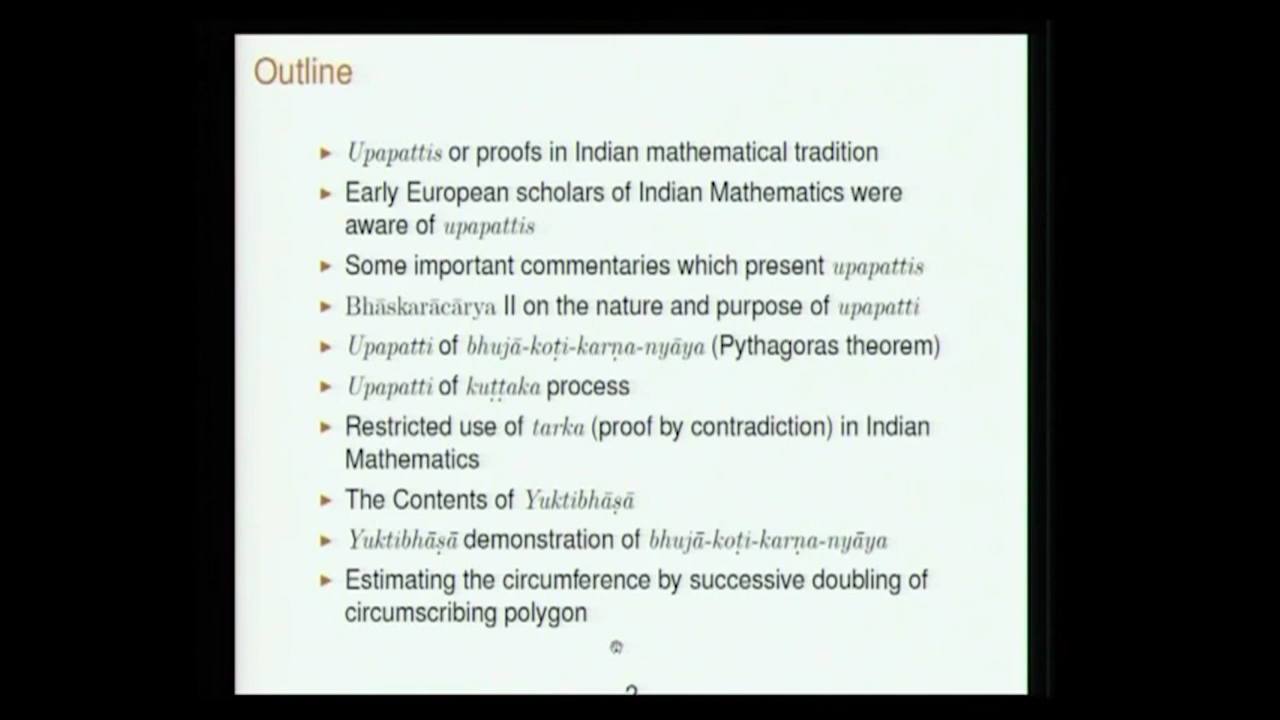 Outline
► Upapattis or proofs in Indian mathematical tradition
► Early European scholars of Indian Mathematics were
aware of upapattis
► Some important commentaries which present upapattis
► Bhāskarācārya II on the nature and purpose of upapatti
► Upapatti of bhujā-koṭi-karṇa-nyāya (Pythagoras theorem)
► Upapatti of kuṭṭaka process
► Restricted use of tarka (proof by contradiction) in Indian
Mathematics
► The Contents of Yuktibhāṣā
► Yuktibhāṣā demonstration of bhujā-koṭi-karṇa-nyāya
► Estimating the circumference by successive doubling of
circumscribing polygon